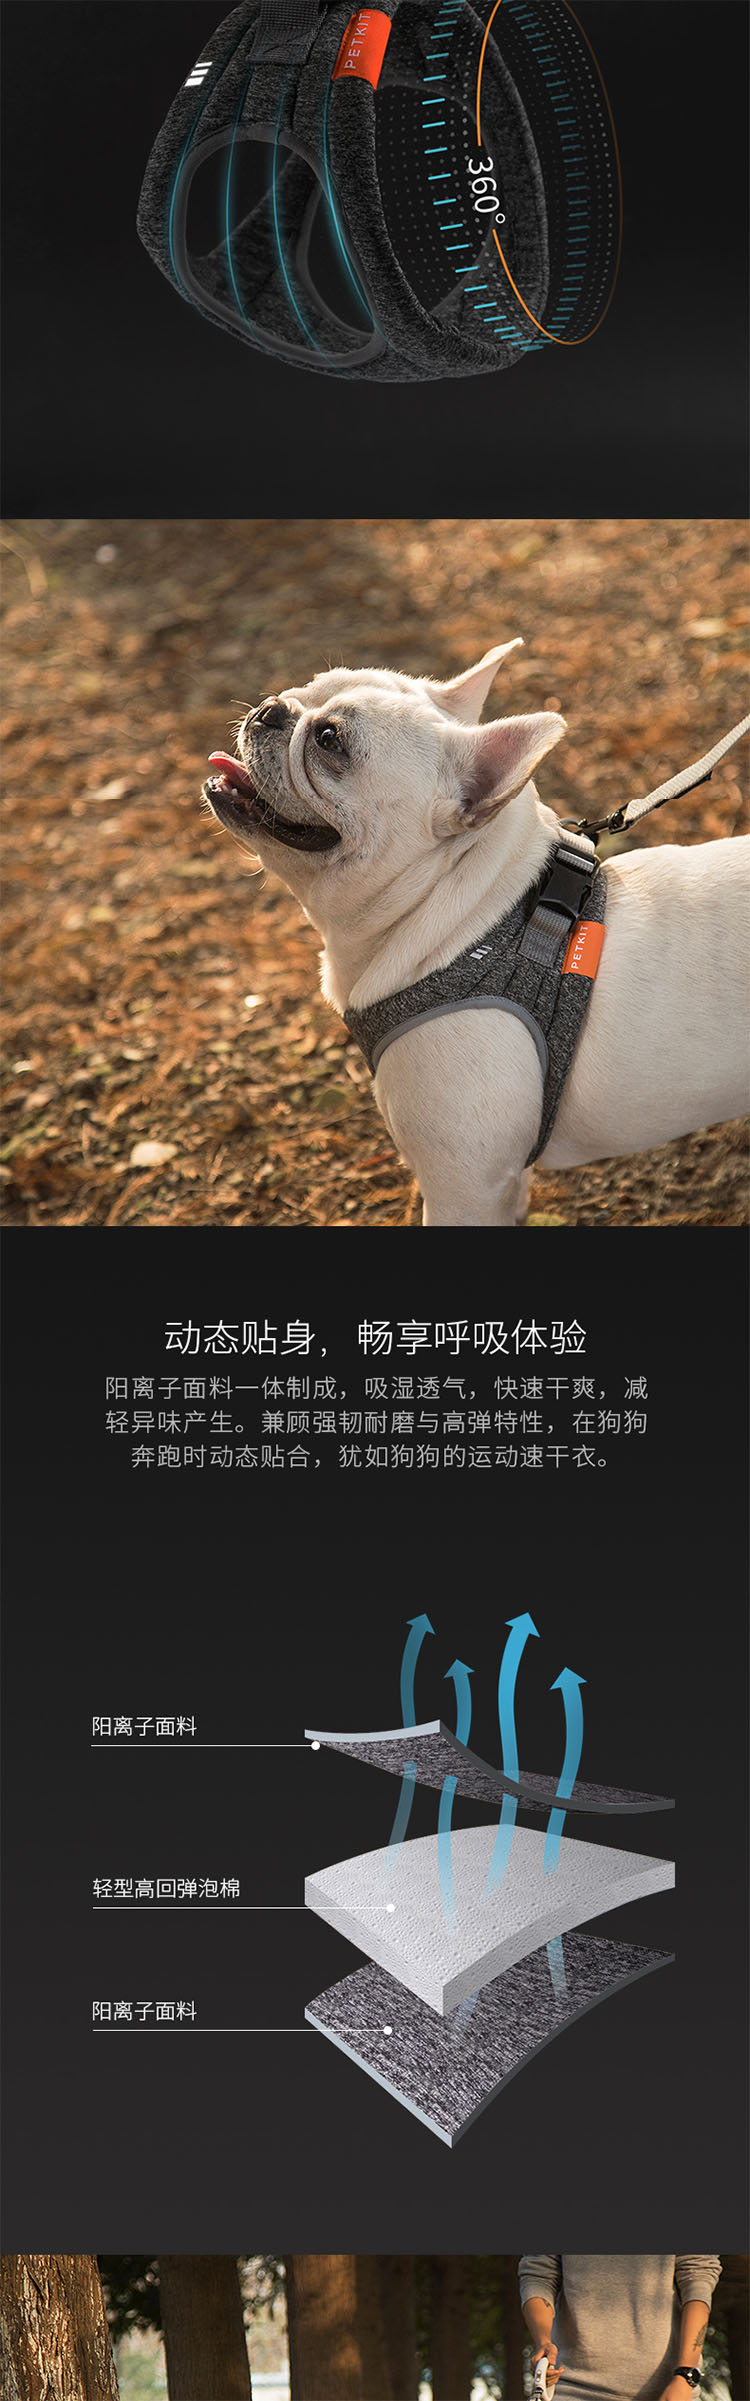 PETKIT
360°
PETKIT
动态贴身，畅享呼吸体验
阳离子面料一体制成，吸湿透气，快速干爽，减
轻异味产生。兼顾强韧耐磨与高弹特性，在狗狗
奔跑时动态贴合，犹如狗狗的运动速干衣。
阳离子面料
轻型高回弹泡棉
阳离子面料